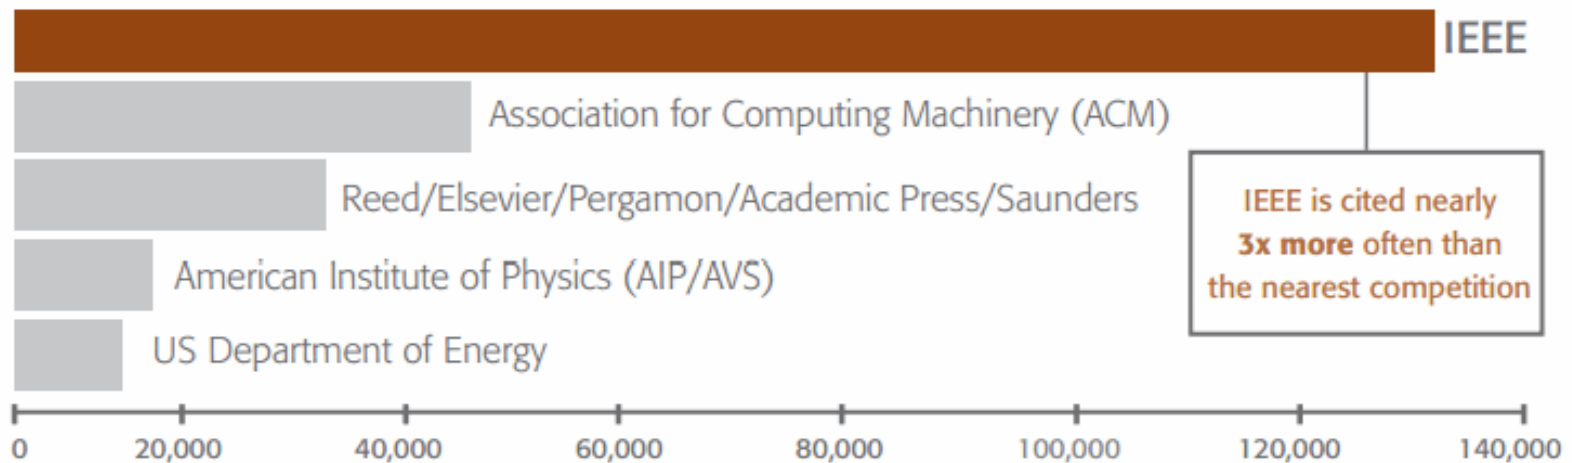 IEEE
Association for Computing Machinery (ACM)
Reed/Elsevier/Pergamon/Academic Press/Saunders
IEEE is cited nearly
3x more often than
the nearest competition
American Institute of Physics (AIP/AVS)
US Department of Energy
0 20,000 40,000 60,000 80,000 100,000 120,000 140,000